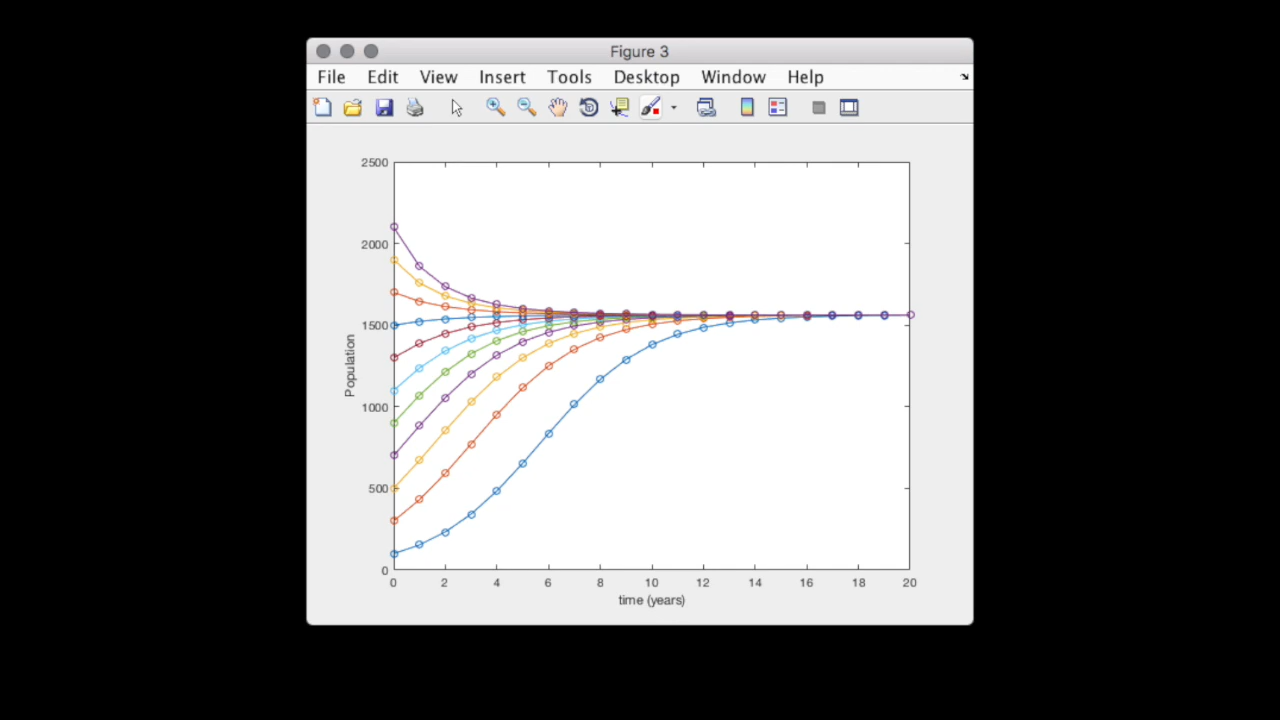 Figure 3
File Edit View Insert Tools Desktop Window Help
2500
2000
1500
1000
500
0
Population
0 2 4 6 8 10 12 14 16 18 20
time (years)